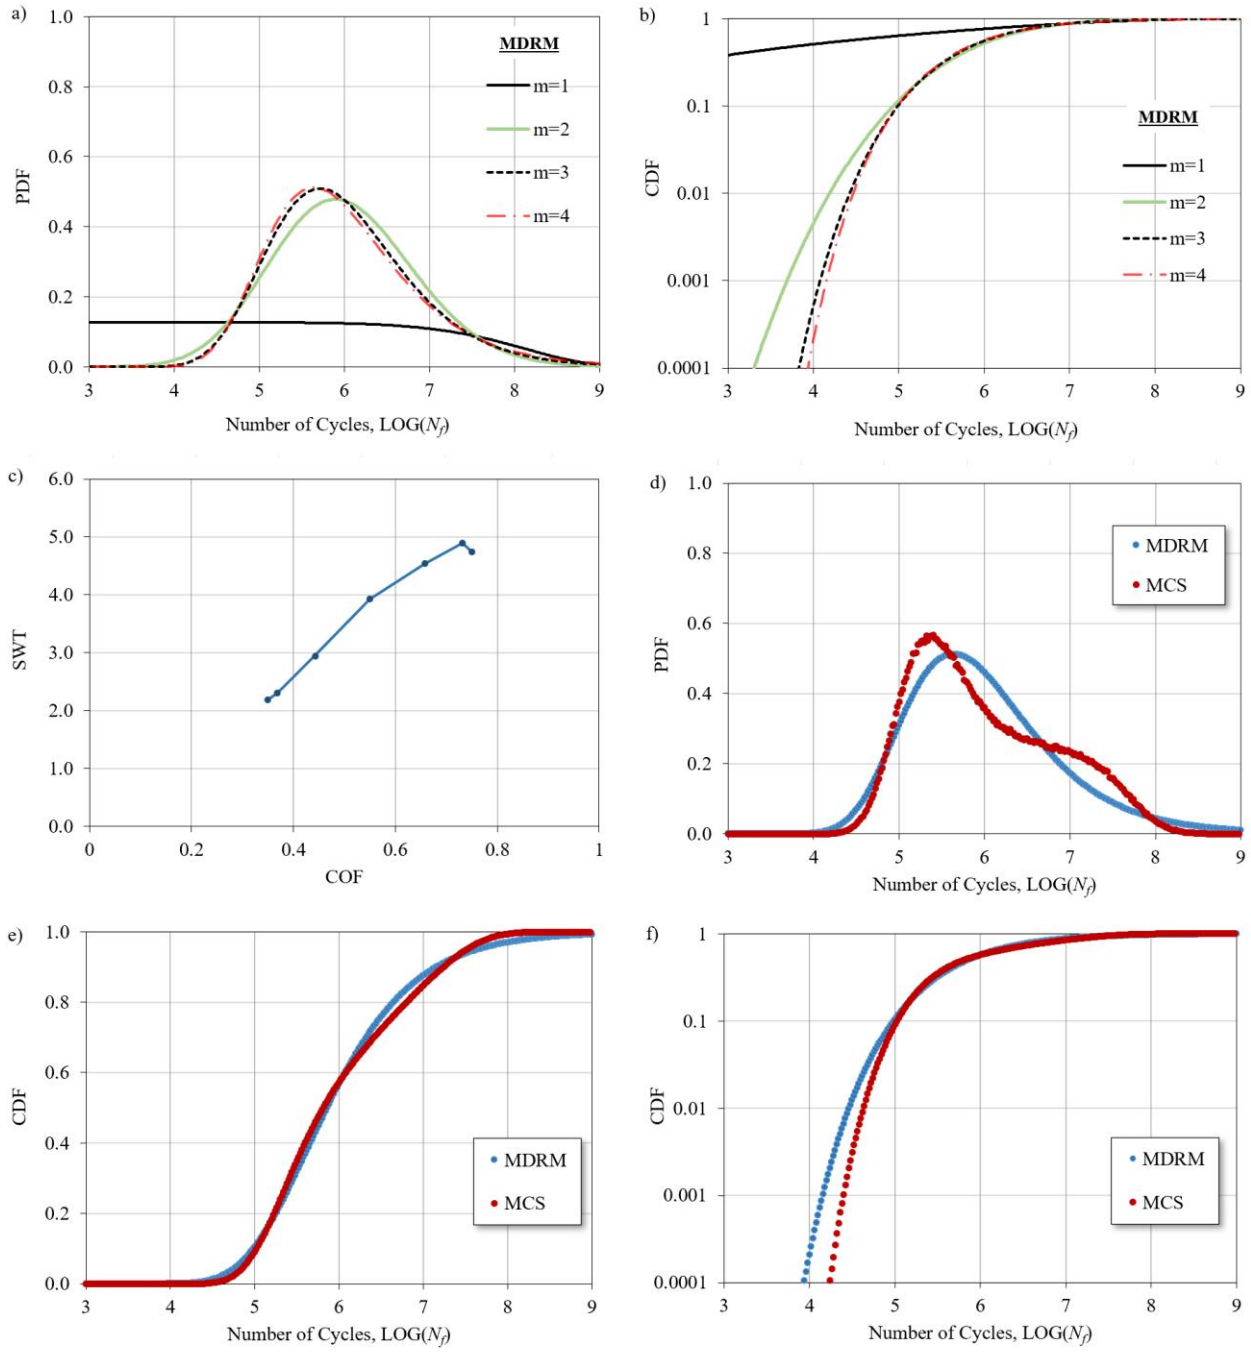 a)
1.0
0.8
0.6
0.4
0.2
0.0
PDF
MDRM
m=1
m=2
m=3
m=4
3 4 5 6 7 8 9
Number of Cycles, LOG(Nf)
b)
1
0.1
0.01
0.001
0.0001
CDF
MDRM
m=1
m=2
m=3
m=4
3 4 5 6 7 8 9
Number of Cycles, LOG(Nf)
c)
6.0
5.0
4.0
3.0
2.0
1.0
0.0
SWT
0 0.2 0.4 0.6 0.8 1
COF
d)
1.0
0.8
0.6
0.4
0.2
0.0
PDF
MDRM
MCS
3 4 5 6 7 8 9
Number of Cycles, LOG(Nf)
e)
1.0
0.8
0.6
0.4
0.2
0.0
CDF
MDRM
MCS
3 4 5 6 7 8 9
Number of Cycles, LOG(Nf)
f)
1
0.1
0.01
0.001
0.0001
CDF
MDRM
MCS
3 4 5 6 7 8 9
Number of Cycles, LOG(Nf)